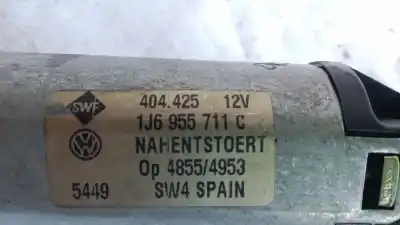 SWF 404.425 12V
1J6 955 711 C
NAHENTSTOERT
Op 4855/4953
5449 SW4 SPAIN